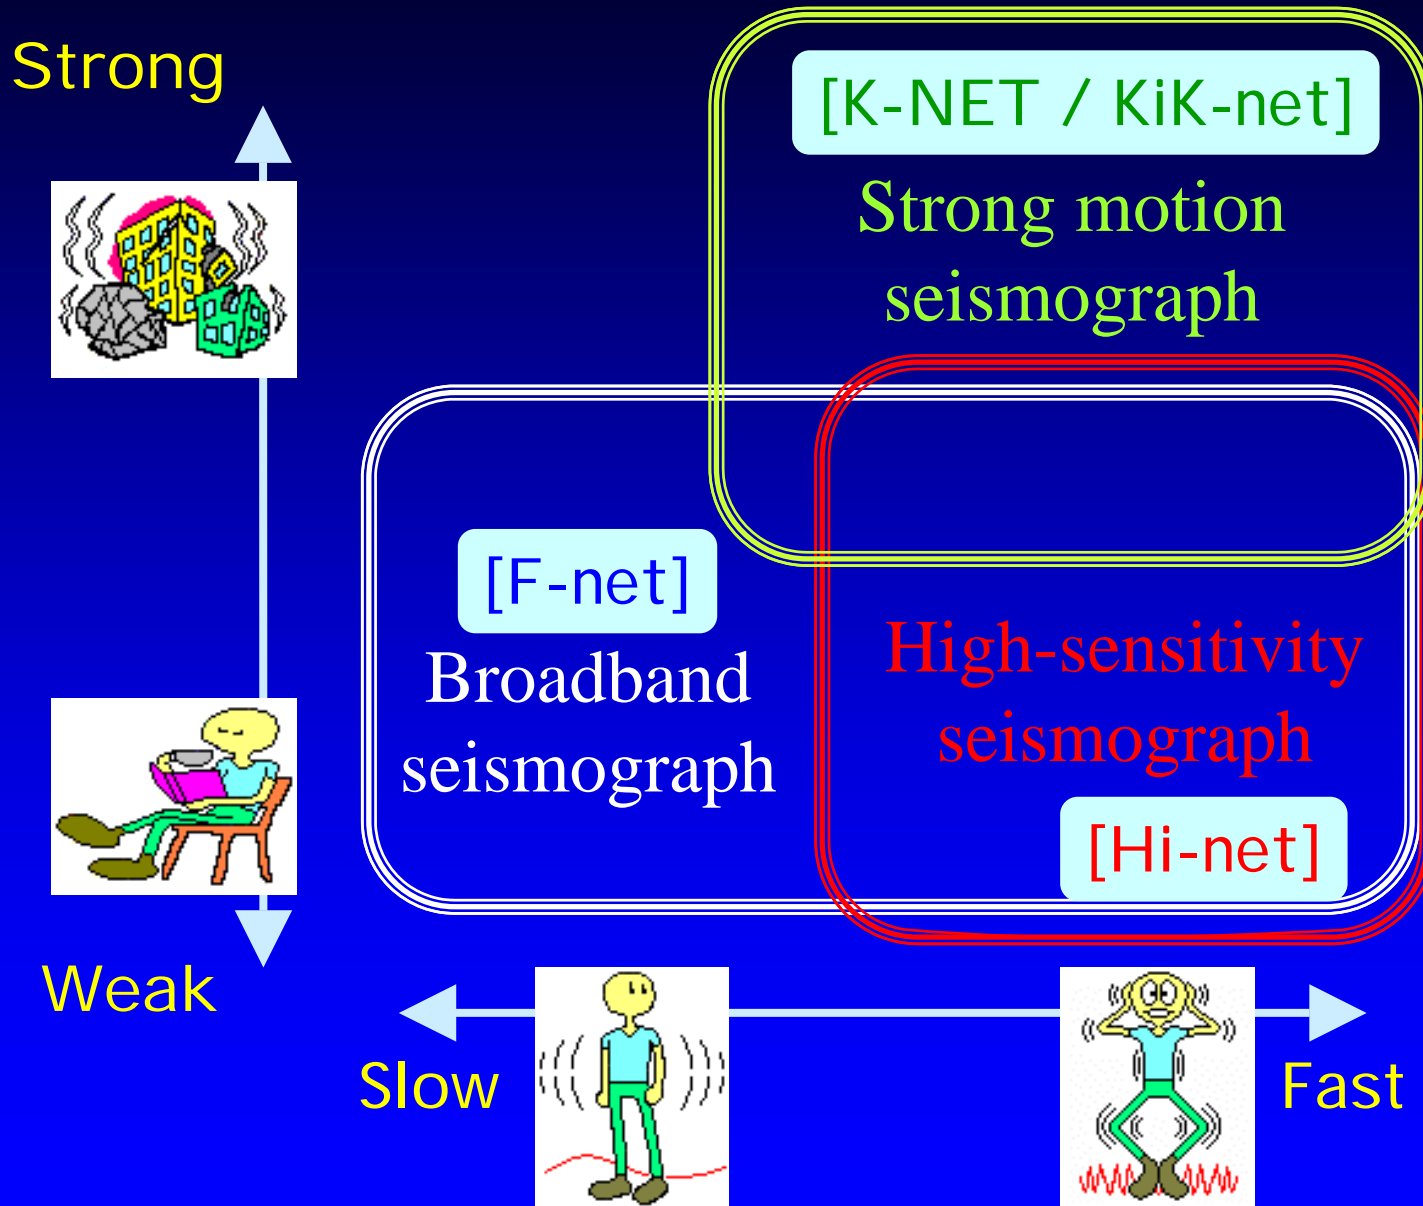 Strong
[K-NET / KiK-net]
Strong motion
seismograph
[F-net]
Broadband
seismograph
High-sensitivity
seismograph
[Hi-net]
Weak
Slow
Fast